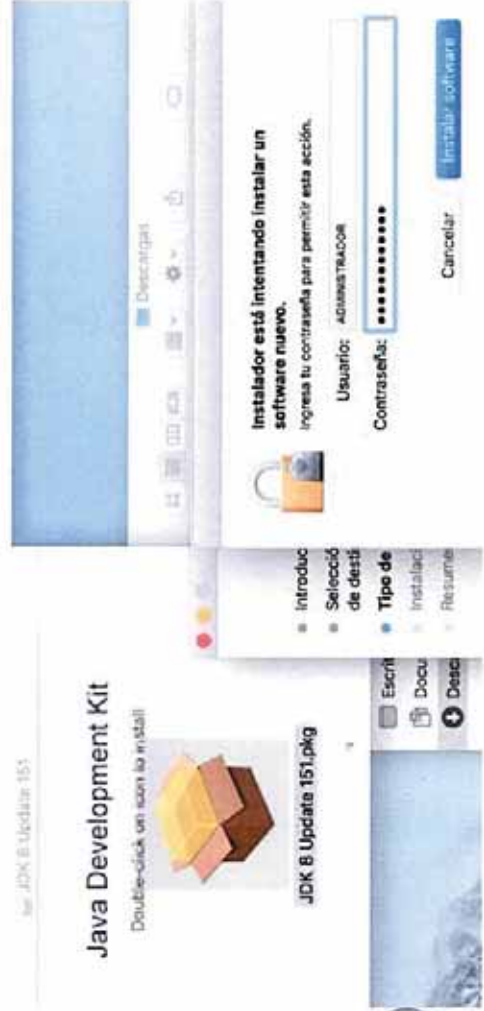 JDK 8 Update 151
Java Development Kit
Double-click on icon to install
JDK 8 Update 151.pkg
Descargas
Introduc
Selecció
de desti
Tipo de
Instalaci
Resume
Escrit
Docu
Desc
Instalador está intentando instalar un
software nuevo.
Ingresa tu contraseña para permitir esta acción.
Usuario: ADMINISTRADOR
Contraseña: ●●●●●●●●●●●●●
Cancelar
Instalar software